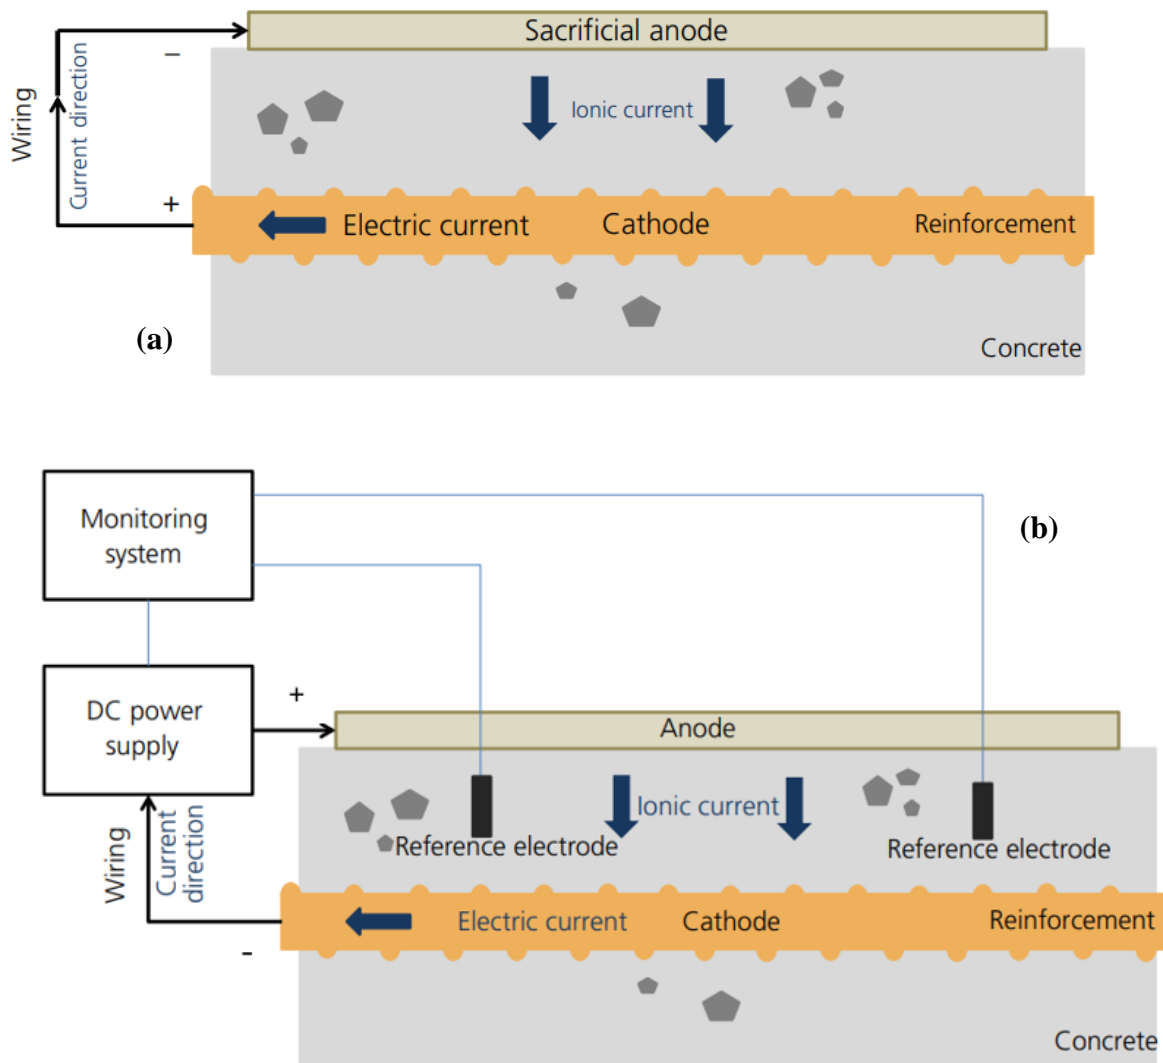 Sacrificial anode
−
Wiring
Current direction
Ionic current
+
Electric current
Cathode
Reinforcement
(a)
Concrete
Monitoring
system
(b)
DC power
supply
+
Anode
Ionic current
Reference electrode
Reference electrode
Wiring
Current
direction
Electric current
Cathode
Reinforcement
-
Concrete